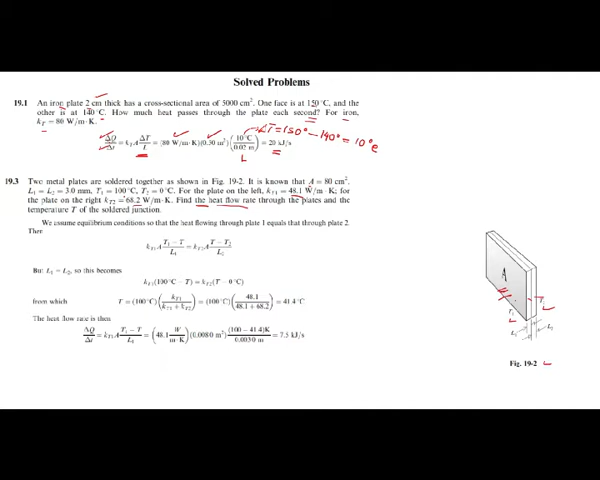 Solved Problems
19.1 An iron plate 2 cm thick has a cross-sectional area of 5000 cm². One face is at 150 °C, and the
other is at 140 °C. How much heat passes through the plate each second? For iron,
k_T = 80 W/m·K.
ΔT = 150° − 140° = 10°C
ΔQ/Δt = k_T A ΔT/L = (80 W/m·K)(0.50 m²)(10 °C/0.02 m) = 20 kJ/s
L
19.3 Two metal plates are soldered together as shown in Fig. 19-2. It is known that A = 80 cm²,
L₁ = L₂ = 3.0 mm, T₁ = 100 °C, T₂ = 0 °C. For the plate on the left, k_T1 = 48.1 W/m·K; for
the plate on the right k_T2 = 68.2 W/m·K. Find the heat flow rate through the plates and the
temperature T of the soldered junction.
We assume equilibrium conditions so that the heat flowing through plate 1 equals that through plate 2.
Then
k_T1 A (T₁ − T)/L₁ = k_T2 A (T − T₂)/L₂
But L₁ = L₂, so this becomes
k_T1(100 °C − T) = k_T2(T − 0 °C)
from which T = (100 °C)(k_T1/(k_T1 + k_T2)) = (100 °C)(48.1/(48.1 + 68.2)) = 41.4 °C
The heat flow rate is then
ΔQ/Δt = k_T1 A (T₁ − T)/L₁ = (48.1 W/m·K)(0.0080 m²)((100 − 41.4)K/0.0030 m) = 7.5 kJ/s
A
T₂
T₁
L₁
L₂
Fig. 19-2